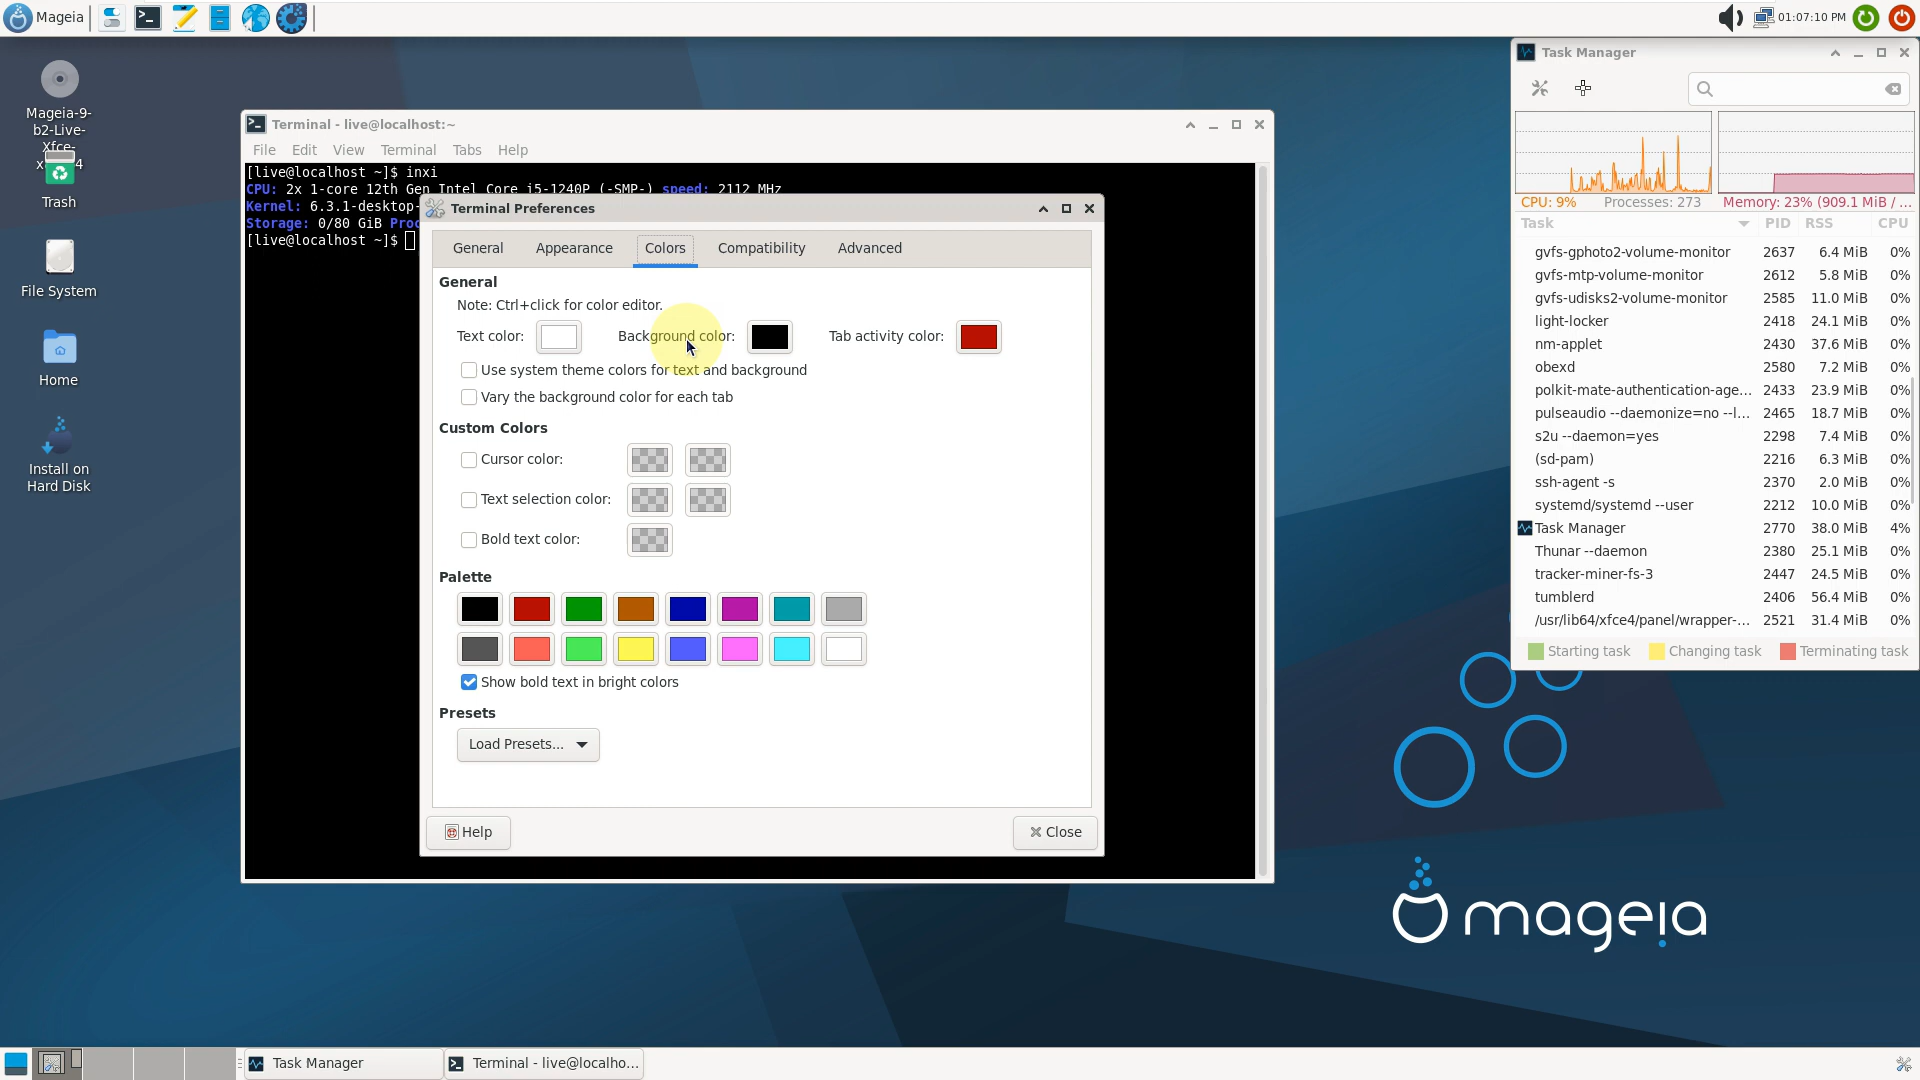 Mageia
01:07:10 PM
Mageia-9-
b2-Live-
Xfce-
Trash
File System
Home
Install on
Hard Disk
Terminal - live@localhost:~
File Edit View Terminal Tabs Help
[live@localhost ~]$ inxi
CPU: 2x 1-core 12th Gen Intel Core i5-1240P (-SMP-) speed: 2112 MHz
Kernel: 6.3.1-desktop-
Storage: 0/80 GiB Proc
[live@localhost ~]$
Terminal Preferences
General Appearance Colors Compatibility Advanced
General
Note: Ctrl+click for color editor.
Text color: Background color: Tab activity color:
Use system theme colors for text and background
Vary the background color for each tab
Custom Colors
Cursor color:
Text selection color:
Bold text color:
Palette
Show bold text in bright colors
Presets
Load Presets...
Help Close
Task Manager
CPU: 9% Processes: 273 Memory: 23% (909.1 MiB / ...
Task PID RSS CPU
gvfs-gphoto2-volume-monitor 2637 6.4 MiB 0%
gvfs-mtp-volume-monitor 2612 5.8 MiB 0%
gvfs-udisks2-volume-monitor 2585 11.0 MiB 0%
light-locker 2418 24.1 MiB 0%
nm-applet 2430 37.6 MiB 0%
obexd 2580 7.2 MiB 0%
polkit-mate-authentication-age... 2433 23.9 MiB 0%
pulseaudio --daemonize=no --l... 2465 18.7 MiB 0%
s2u --daemon=yes 2298 7.4 MiB 0%
(sd-pam) 2216 6.3 MiB 0%
ssh-agent -s 2370 2.0 MiB 0%
systemd/systemd --user 2212 10.0 MiB 0%
Task Manager 2770 38.0 MiB 4%
Thunar --daemon 2380 25.1 MiB 0%
tracker-miner-fs-3 2447 24.5 MiB 0%
tumblerd 2406 56.4 MiB 0%
/usr/lib64/xfce4/panel/wrapper-... 2521 31.4 MiB 0%
Starting task Changing task Terminating task
mageia
Task Manager Terminal - live@localho...